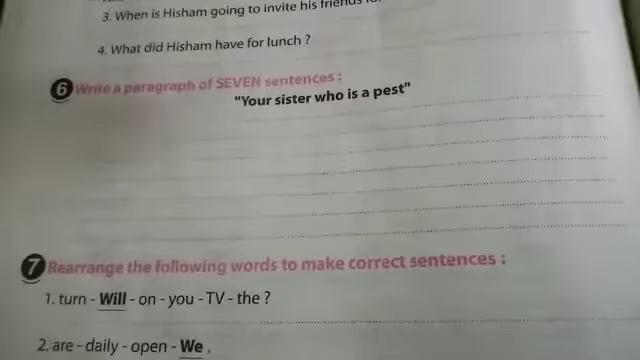 3. When is Hisham going to invite his friends
4. What did Hisham have for lunch ?
6 Write a paragraph of SEVEN sentences :
"Your sister who is a pest"
7 Rearrange the following words to make correct sentences :
1. turn - Will - on - you - TV - the ?
2. are - daily - open - We .